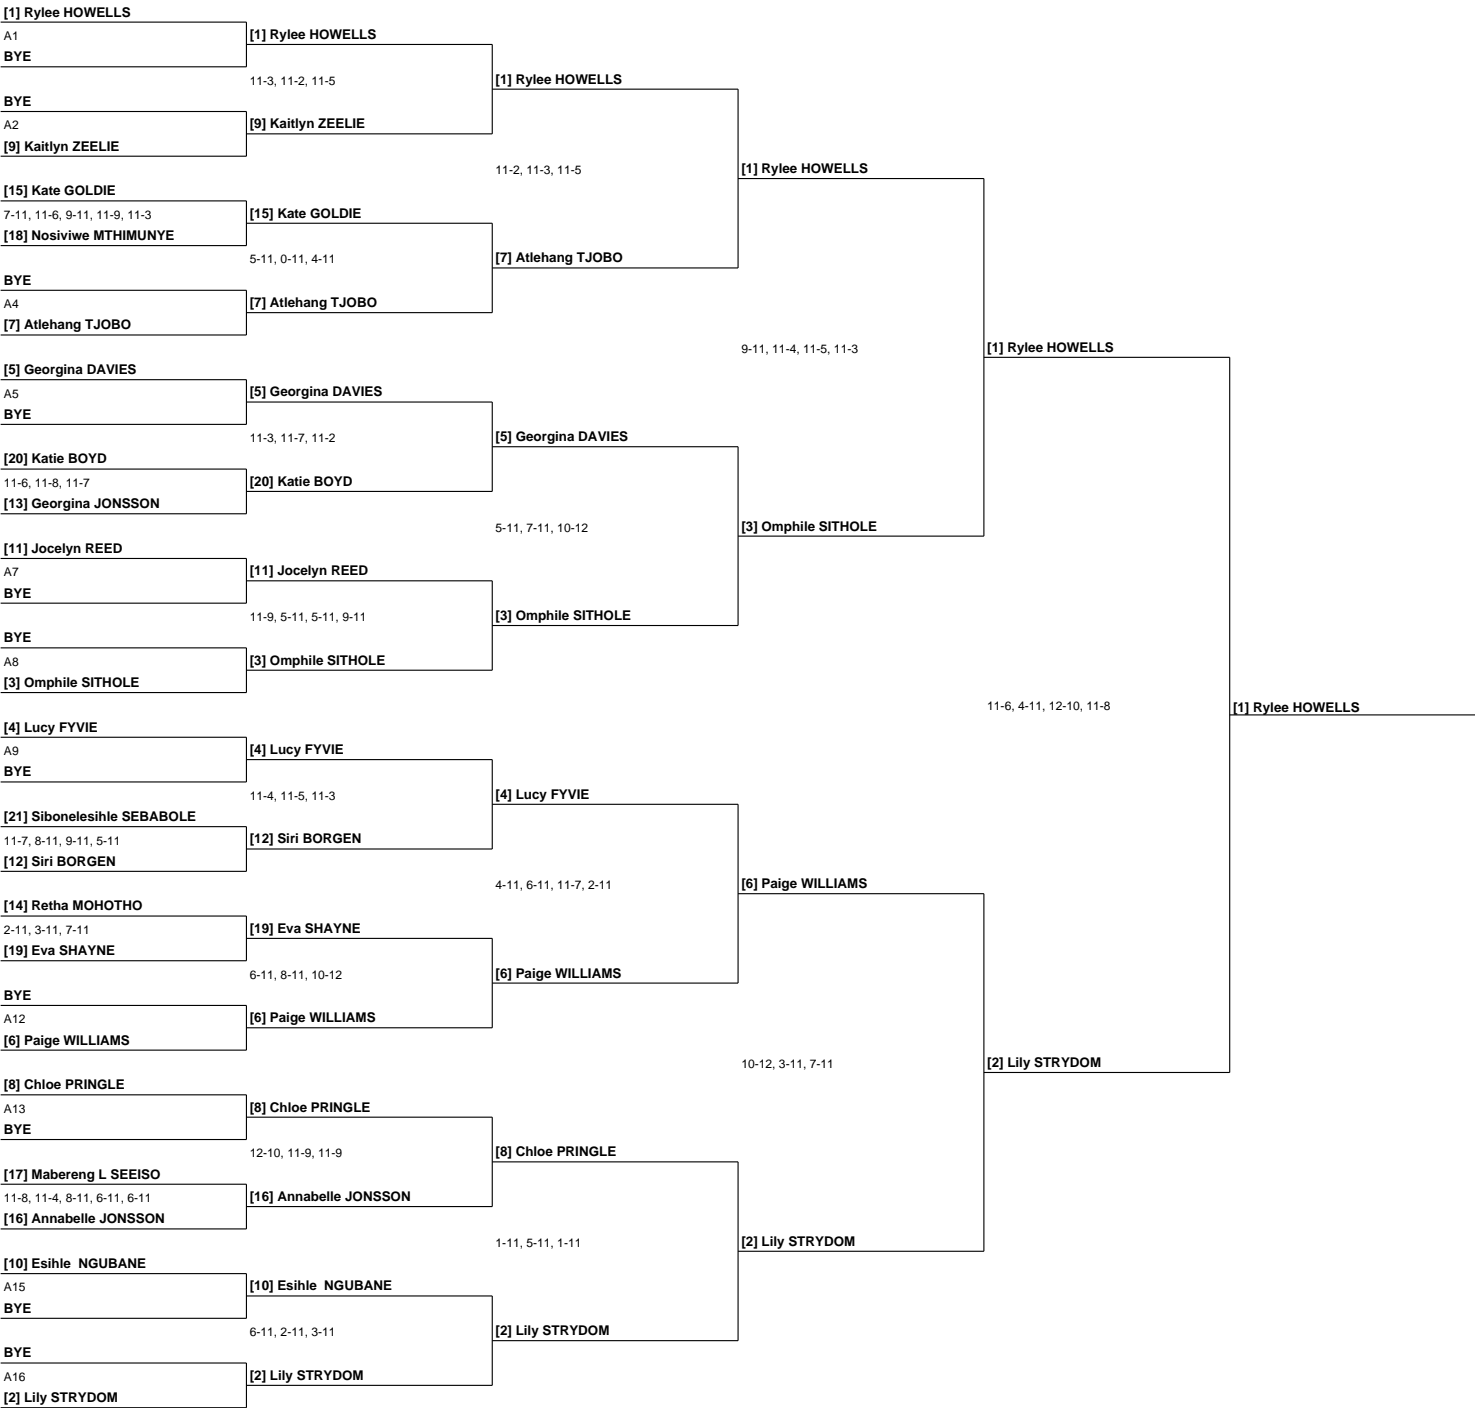 [1] Rylee HOWELLS
A1
BYE
BYE
A2
[9] Kaitlyn ZEELIE
[15] Kate GOLDIE
7-11, 11-6, 9-11, 11-9, 11-3
[18] Nosiviwe MTHIMUNYE
BYE
A4
[7] Atlehang TJOBO
[5] Georgina DAVIES
A5
BYE
[20] Katie BOYD
11-6, 11-8, 11-7
[13] Georgina JONSSON
[11] Jocelyn REED
A7
BYE
BYE
A8
[3] Omphile SITHOLE
[4] Lucy FYVIE
A9
BYE
[21] Sibonelesihle SEBABOLE
11-7, 8-11, 9-11, 5-11
[12] Siri BORGEN
[14] Retha MOHOTHO
2-11, 3-11, 7-11
[19] Eva SHAYNE
BYE
A12
[6] Paige WILLIAMS
[8] Chloe PRINGLE
A13
BYE
[17] Mabereng L SEEISO
11-8, 11-4, 8-11, 6-11, 6-11
[16] Annabelle JONSSON
[10] Esihle  NGUBANE
A15
BYE
BYE
A16
[2] Lily STRYDOM
[1] Rylee HOWELLS
11-3, 11-2, 11-5
[9] Kaitlyn ZEELIE
[15] Kate GOLDIE
5-11, 0-11, 4-11
[7] Atlehang TJOBO
[5] Georgina DAVIES
11-3, 11-7, 11-2
[20] Katie BOYD
[11] Jocelyn REED
11-9, 5-11, 5-11, 9-11
[3] Omphile SITHOLE
[4] Lucy FYVIE
11-4, 11-5, 11-3
[12] Siri BORGEN
[19] Eva SHAYNE
6-11, 8-11, 10-12
[6] Paige WILLIAMS
[8] Chloe PRINGLE
12-10, 11-9, 11-9
[16] Annabelle JONSSON
[10] Esihle  NGUBANE
6-11, 2-11, 3-11
[2] Lily STRYDOM
[1] Rylee HOWELLS
11-2, 11-3, 11-5
[7] Atlehang TJOBO
[5] Georgina DAVIES
5-11, 7-11, 10-12
[3] Omphile SITHOLE
[4] Lucy FYVIE
4-11, 6-11, 11-7, 2-11
[6] Paige WILLIAMS
[8] Chloe PRINGLE
1-11, 5-11, 1-11
[2] Lily STRYDOM
[1] Rylee HOWELLS
9-11, 11-4, 11-5, 11-3
[3] Omphile SITHOLE
[6] Paige WILLIAMS
10-12, 3-11, 7-11
[2] Lily STRYDOM
[1] Rylee HOWELLS
11-6, 4-11, 12-10, 11-8
[2] Lily STRYDOM
[1] Rylee HOWELLS